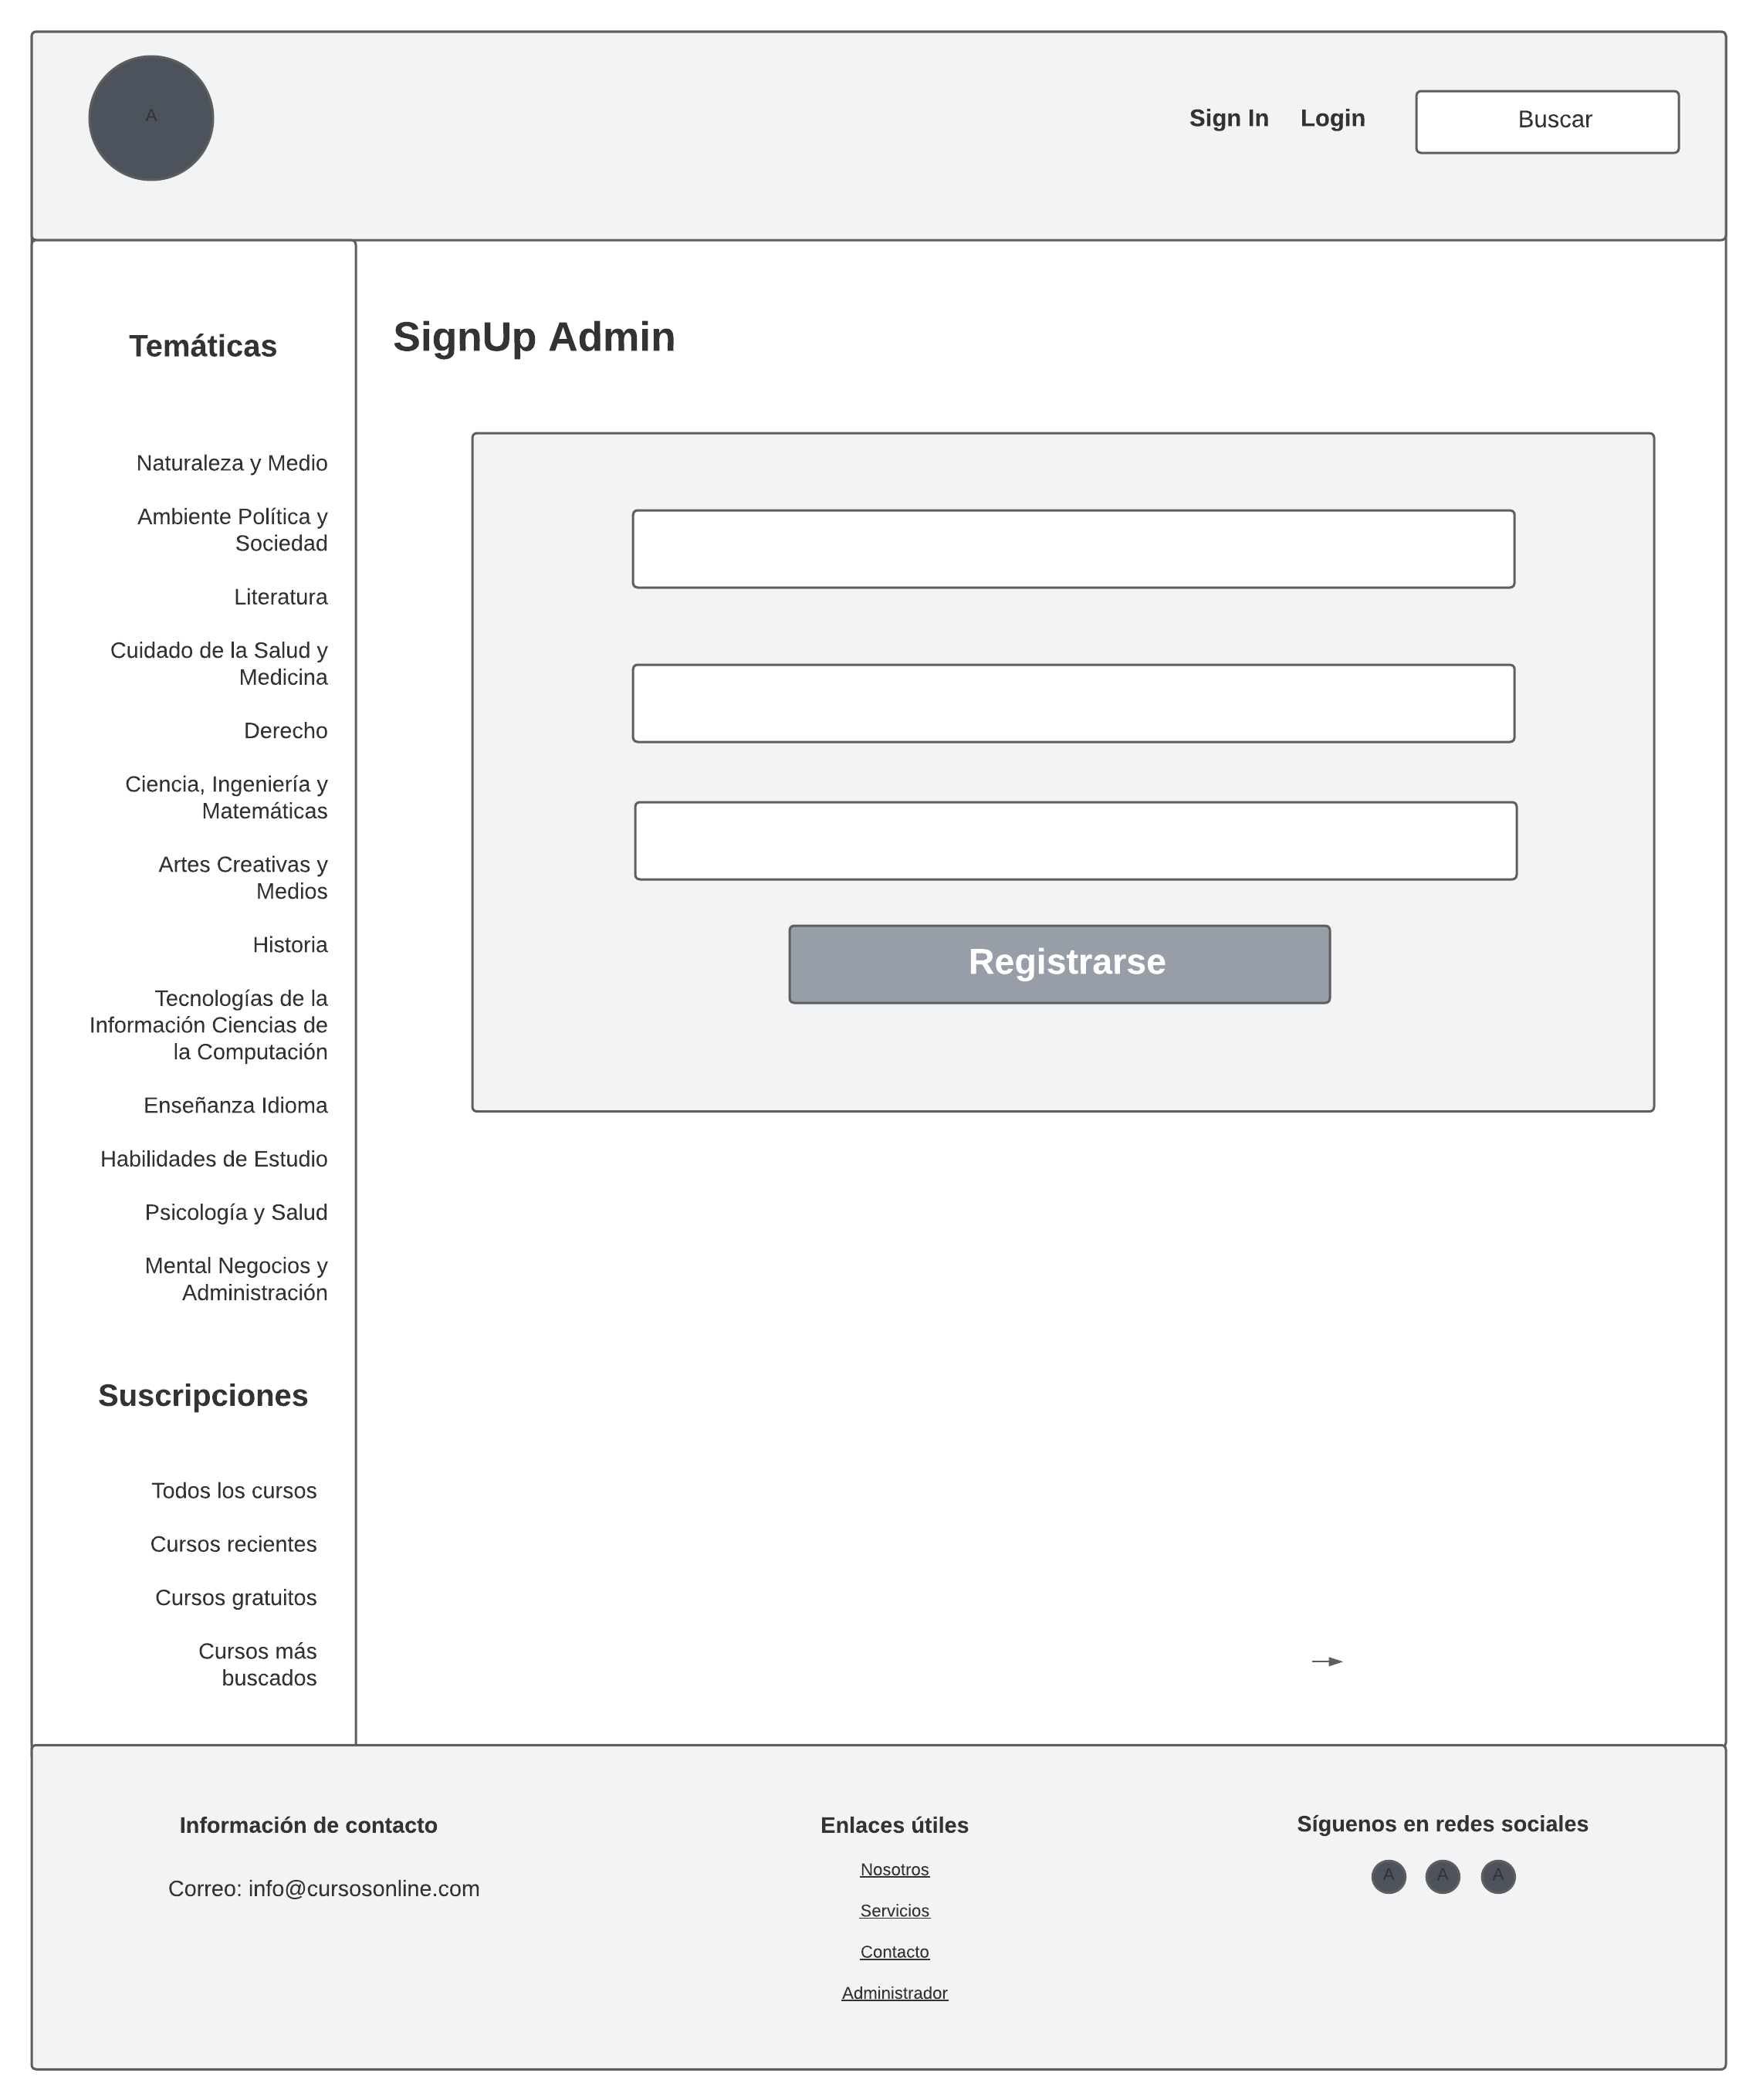 A
Sign In
Login
Buscar
Temáticas
Naturaleza y Medio
Ambiente Política y
Sociedad
Literatura
Cuidado de la Salud y
Medicina
Derecho
Ciencia, Ingeniería y
Matemáticas
Artes Creativas y
Medios
Historia
Tecnologías de la
Información Ciencias de
la Computación
Enseñanza Idioma
Habilidades de Estudio
Psicología y Salud
Mental Negocios y
Administración
Suscripciones
Todos los cursos
Cursos recientes
Cursos gratuitos
Cursos más
buscados
SignUp Admin
Registrarse
Información de contacto
Correo: info@cursosonline.com
Enlaces útiles
Nosotros
Servicios
Contacto
Administrador
Síguenos en redes sociales
A
A
A